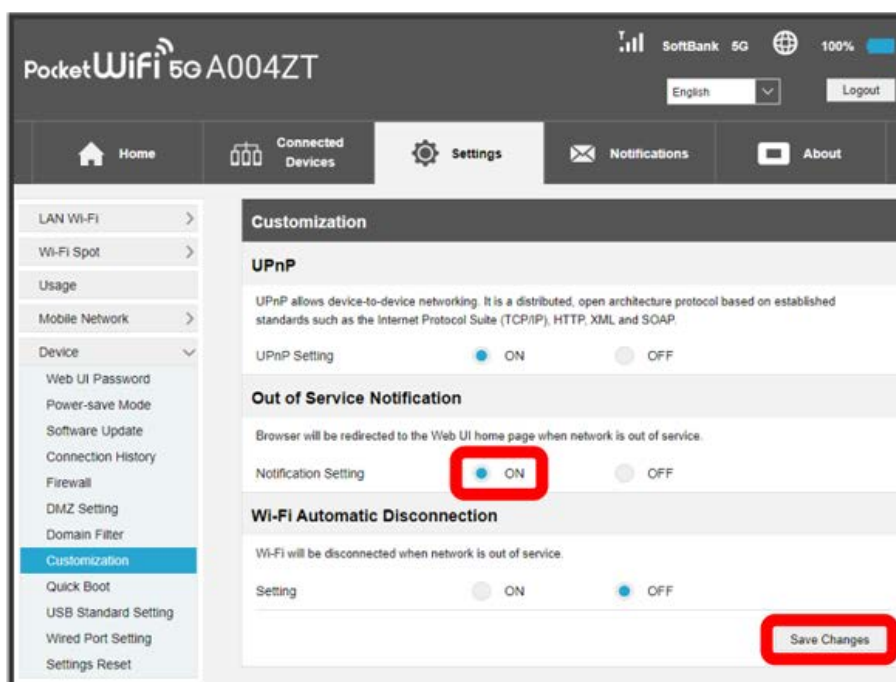 SoftBank 5G 100%
Pocket WiFi 5G A004ZT
English Logout
Home Connected Devices Settings Notifications About
LAN Wi-Fi
Wi-Fi Spot
Usage
Mobile Network
Device
Web UI Password
Power-save Mode
Software Update
Connection History
Firewall
DMZ Setting
Domain Filter
Customization
Quick Boot
USB Standard Setting
Wired Port Setting
Settings Reset
Customization
UPnP
UPnP allows device-to-device networking. It is a distributed, open architecture protocol based on established
standards such as the Internet Protocol Suite (TCP/IP), HTTP, XML and SOAP.
UPnP Setting ON OFF
Out of Service Notification
Browser will be redirected to the Web UI home page when network is out of service.
Notification Setting ON OFF
Wi-Fi Automatic Disconnection
Wi-Fi will be disconnected when network is out of service.
Setting ON OFF
Save Changes